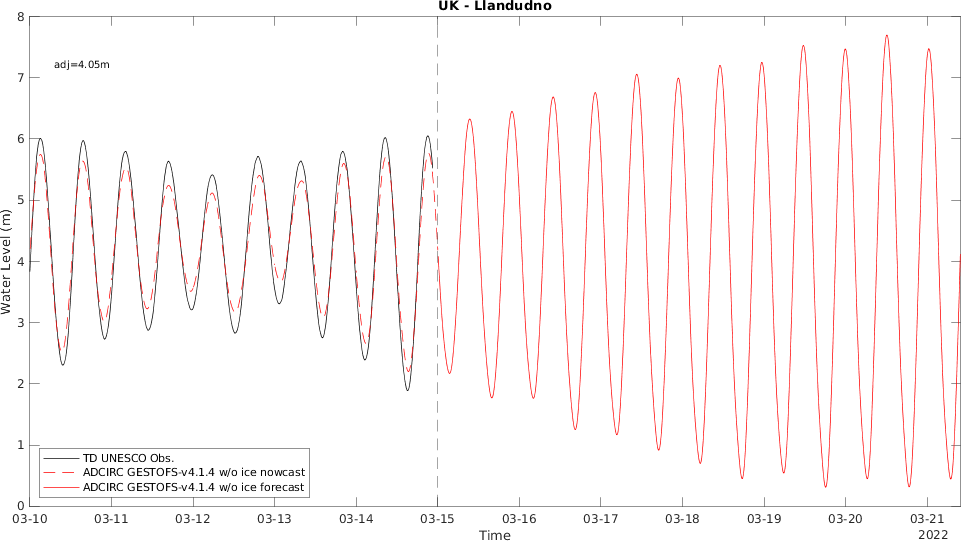 UK - Llandudno
8
adj=4.05m
7
6
5
4
3
2
1
0
Water Level (m)
TD UNESCO Obs.
ADCIRC GESTOFS-v4.1.4 w/o ice nowcast
ADCIRC GESTOFS-v4.1.4 w/o ice forecast
03-10 03-11 03-12 03-13 03-14 03-15 03-16 03-17 03-18 03-19 03-20 03-21
Time
2022